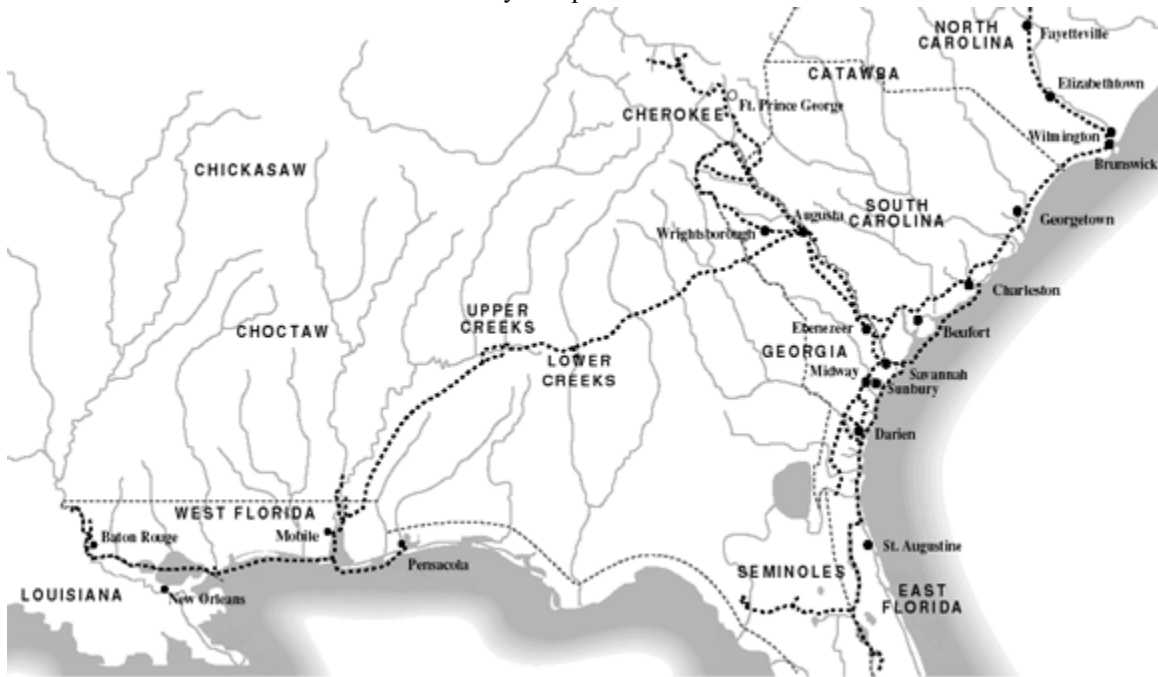 NORTH
CAROLINA
Fayetteville
CATAWBA
Elizabethtown
CHEROKEE
Ft. Prince George
Wilmington
Brunswick
CHICKASAW
SOUTH
CAROLINA
Georgetown
Augusta
Wrightsborough
Charleston
UPPER
CREEKS
CHOCTAW
Ebenezeer
Beufort
GEORGIA
LOWER
CREEKS
Midway
Savannah
Sunbury
Darien
WEST FLORIDA
Mobile
Baton Rouge
Pensacola
St. Augustine
SEMINOLES
EAST
FLORIDA
LOUISIANA
New Orleans